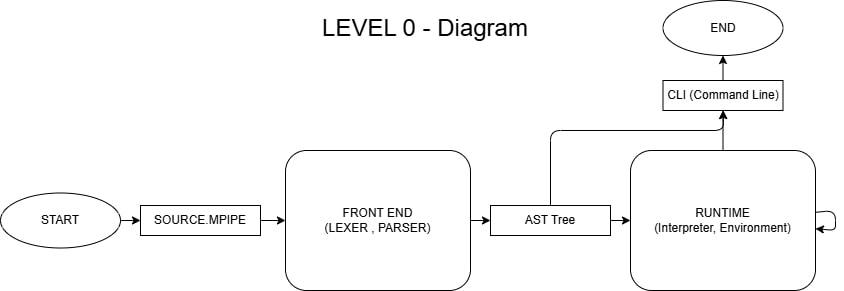 LEVEL 0 - Diagram
END
CLI (Command Line)
START
SOURCE.MPIPE
FRONT END
(LEXER , PARSER)
AST Tree
RUNTIME
(Interpreter, Environment)